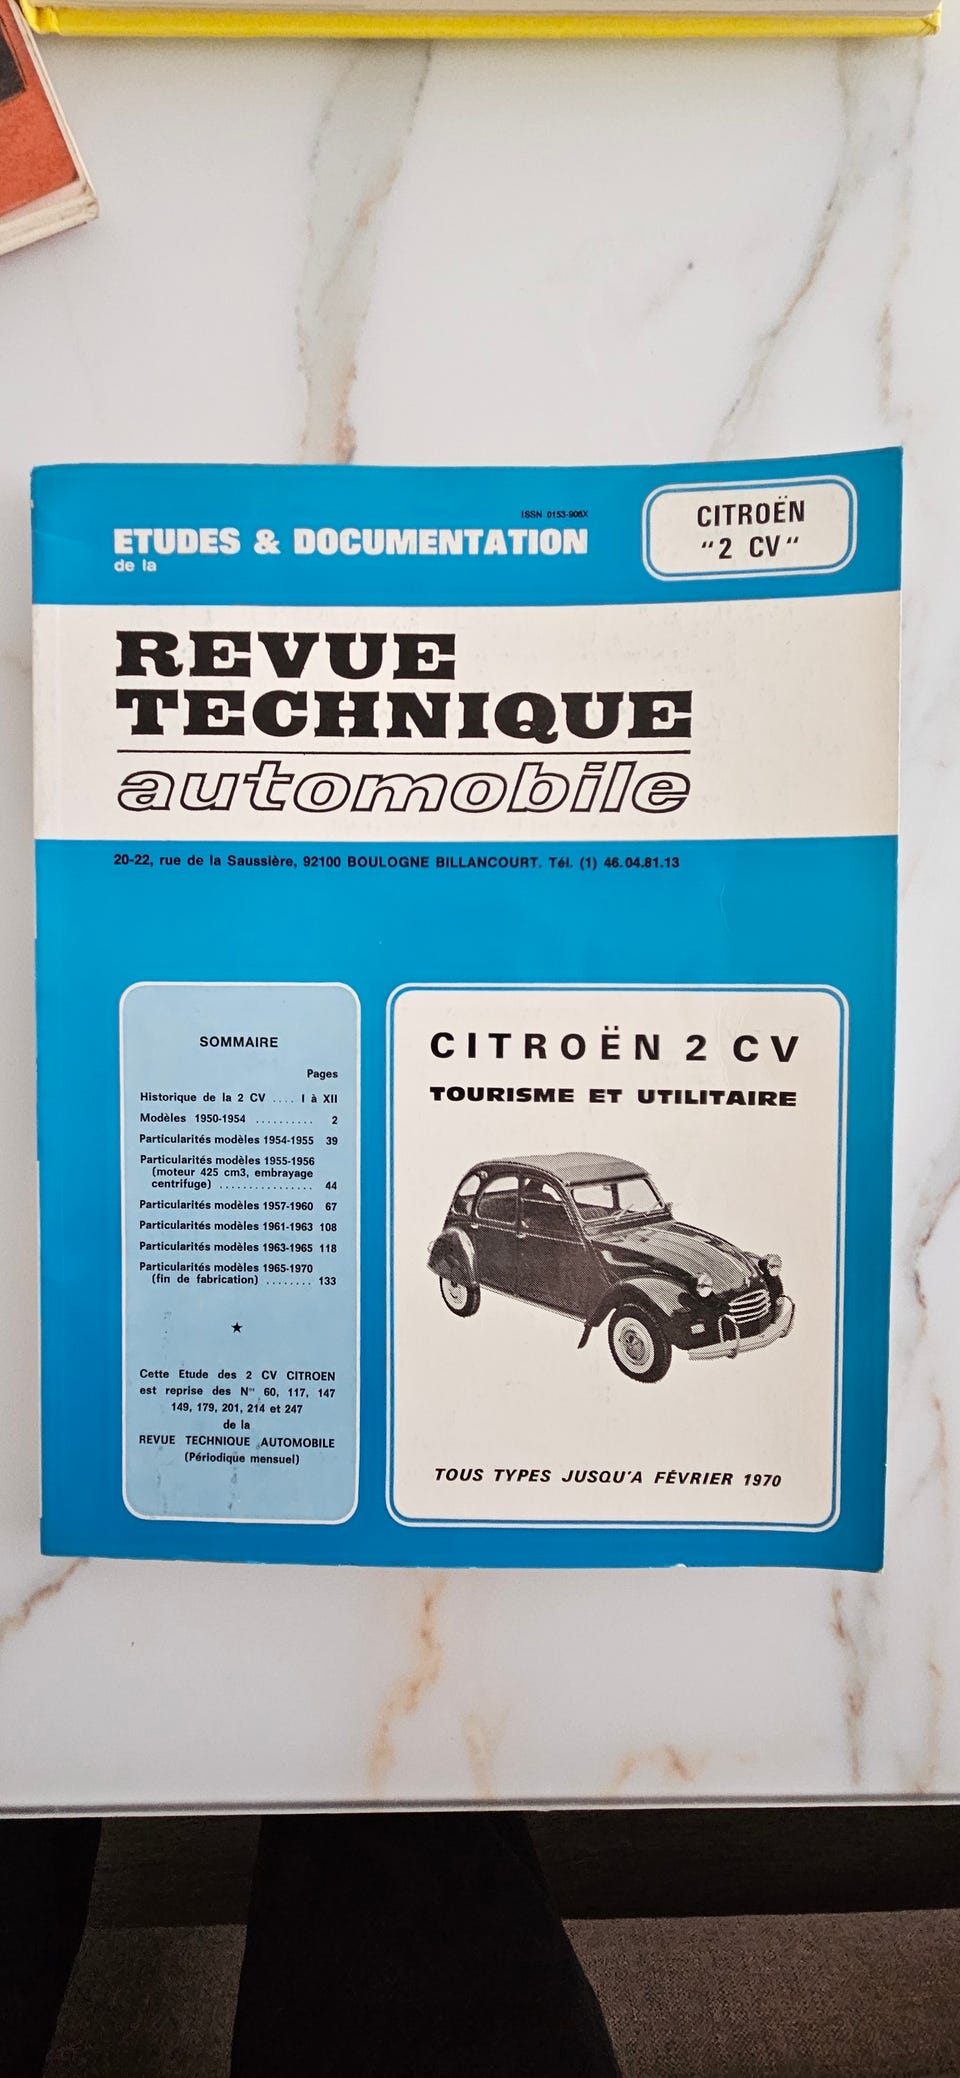 ISSN 0153-906X
ETUDES & DOCUMENTATION
de la
CITROËN
"2 CV"
REVUE
TECHNIQUE
automobile
20-22, rue de la Saussière, 92100 BOULOGNE BILLANCOURT. Tél. (1) 46.04.81.13
SOMMAIRE
Pages
Historique de la 2 CV .... I à XII
Modèles 1950-1954 .......... 2
Particularités modèles 1954-1955 39
Particularités modèles 1955-1956
(moteur 425 cm3, embrayage
centrifuge) ................ 44
Particularités modèles 1957-1960 67
Particularités modèles 1961-1963 108
Particularités modèles 1963-1965 118
Particularités modèles 1965-1970
(fin de fabrication) ........ 133
★
Cette Etude des 2 CV CITROEN
est reprise des Nos 60, 117, 147
149, 179, 201, 214 et 247
de la
REVUE TECHNIQUE AUTOMOBILE
(Périodique mensuel)
CITROËN 2 CV
TOURISME ET UTILITAIRE
TOUS TYPES JUSQU'A FÉVRIER 1970